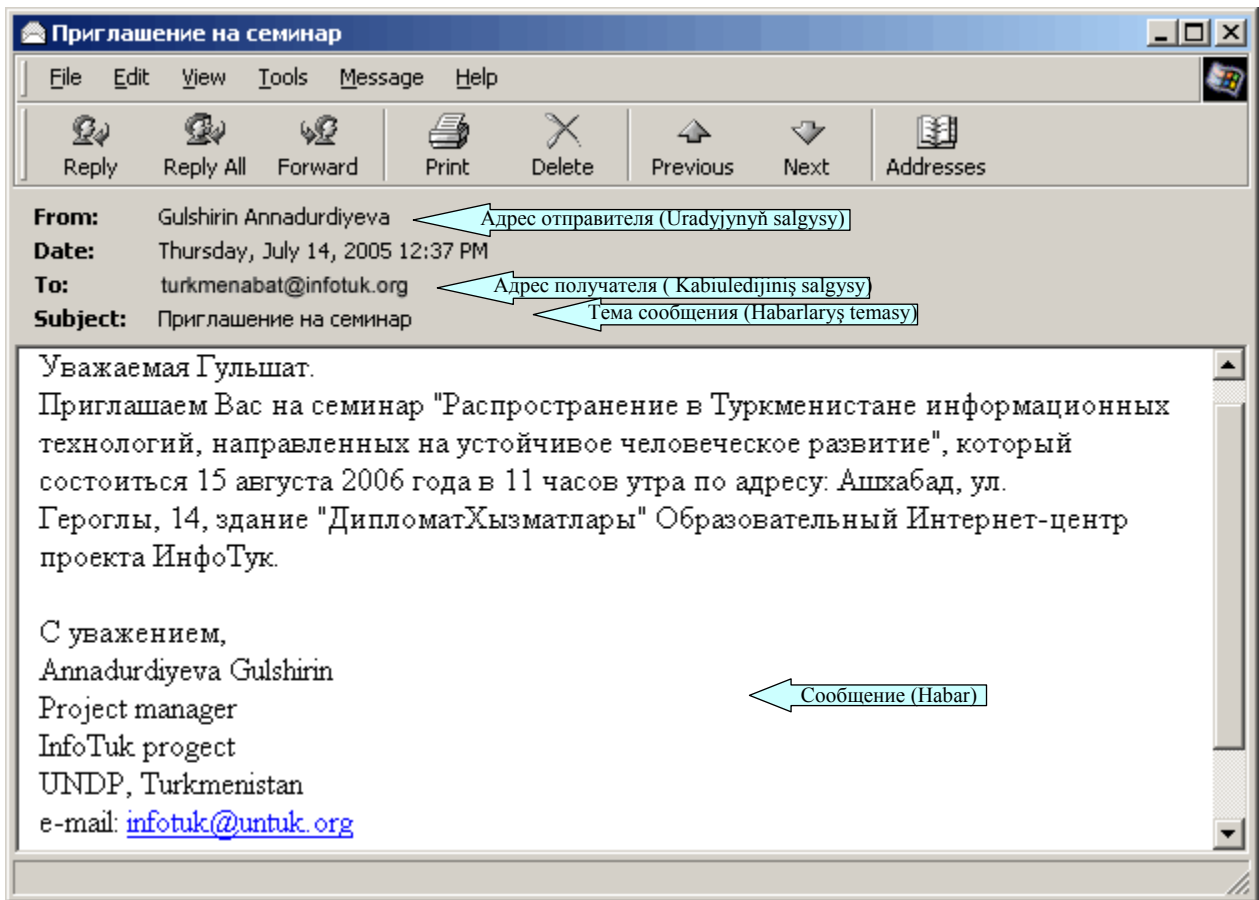 Приглашение на семинар
File Edit View Tools Message Help
Reply Reply All Forward Print Delete Previous Next Addresses
From: Gulshirin Annadurdiyeva Адрес отправителя (Uradyjynyň salgysy)
Date: Thursday, July 14, 2005 12:37 PM
To: turkmenabat@infotuk.org Адрес получателя ( Kabiuledijiniş salgysy)
Subject: Приглашение на семинар Тема сообщения (Habarlaryş temasy)
Уважаемая Гульшат.
Приглашаем Вас на семинар "Распространение в Туркменистане информационных
технологий, направленных на устойчивое человеческое развитие", который
состоиться 15 августа 2006 года в 11 часов утра по адресу: Ашхабад, ул.
Героглы, 14, здание "ДипломатХызматлары" Образовательный Интернет-центр
проекта ИнфоТук.
С уважением,
Annadurdiyeva Gulshirin
Project manager
Сообщение (Habar)
InfoTuk progect
UNDP, Turkmenistan
e-mail: infotuk@untuk.org